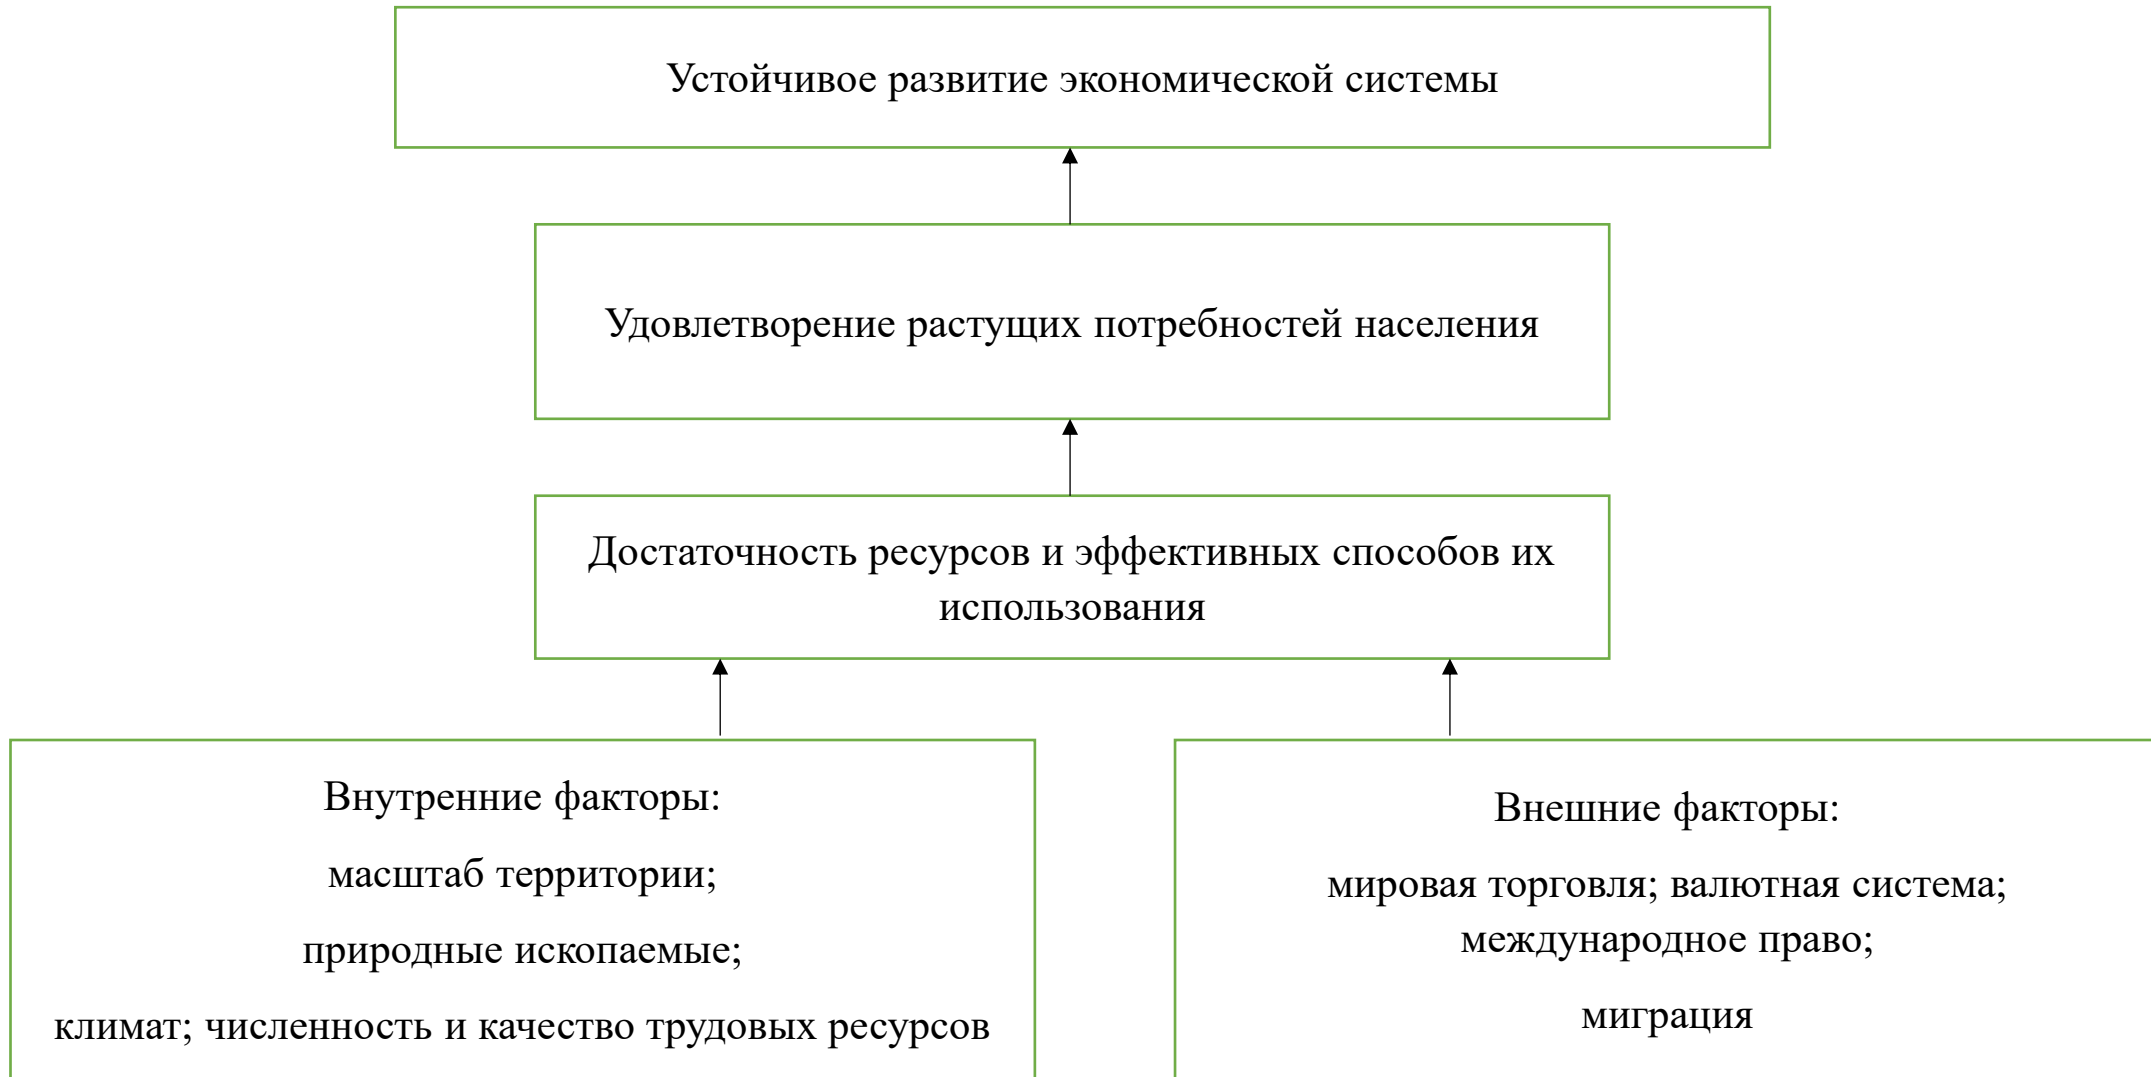 Устойчивое развитие экономической системы
Удовлетворение растущих потребностей населения
Достаточность ресурсов и эффективных способов их
использования
Внутренние факторы:
масштаб территории;
природные ископаемые;
климат; численность и качество трудовых ресурсов
Внешние факторы:
мировая торговля; валютная система;
международное право;
миграция